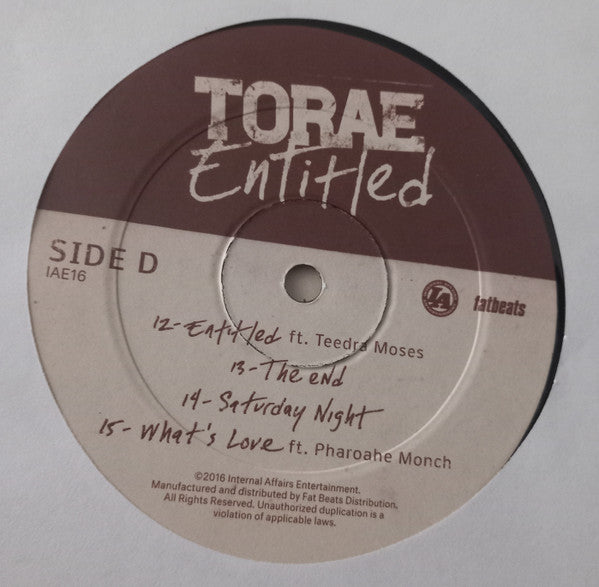 TORAE
Entitled
SIDE D
IAE16
IA
fatbeats
12-Entitled ft. Teedra Moses
13-The end
14-Saturday Night
15-What's Love ft. Pharoahe Monch
©2016 Internal Affairs Entertainment.
Manufactured and distributed by Fat Beats Distribution.
All Rights Reserved. Unauthorized duplication is a
violation of applicable laws.